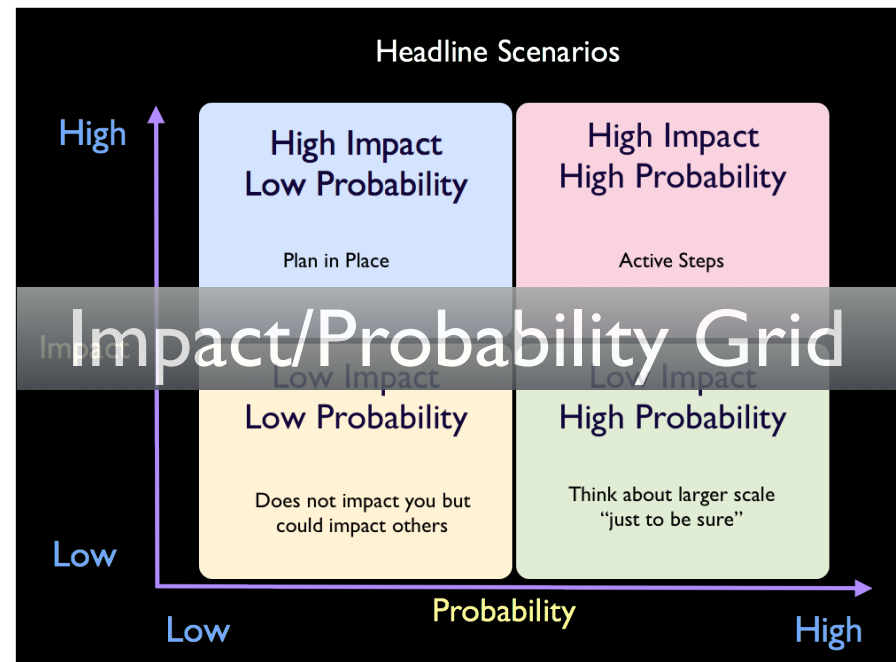 Headline Scenarios
High
High Impact
Low Probability
High Impact
High Probability
Plan in Place
Active Steps
Impact/Probability Grid
Impact
Low Impact
Low Probability
Low Impact
High Probability
Does not impact you but
could impact others
Think about larger scale
“just to be sure”
Low
Probability
Low
High